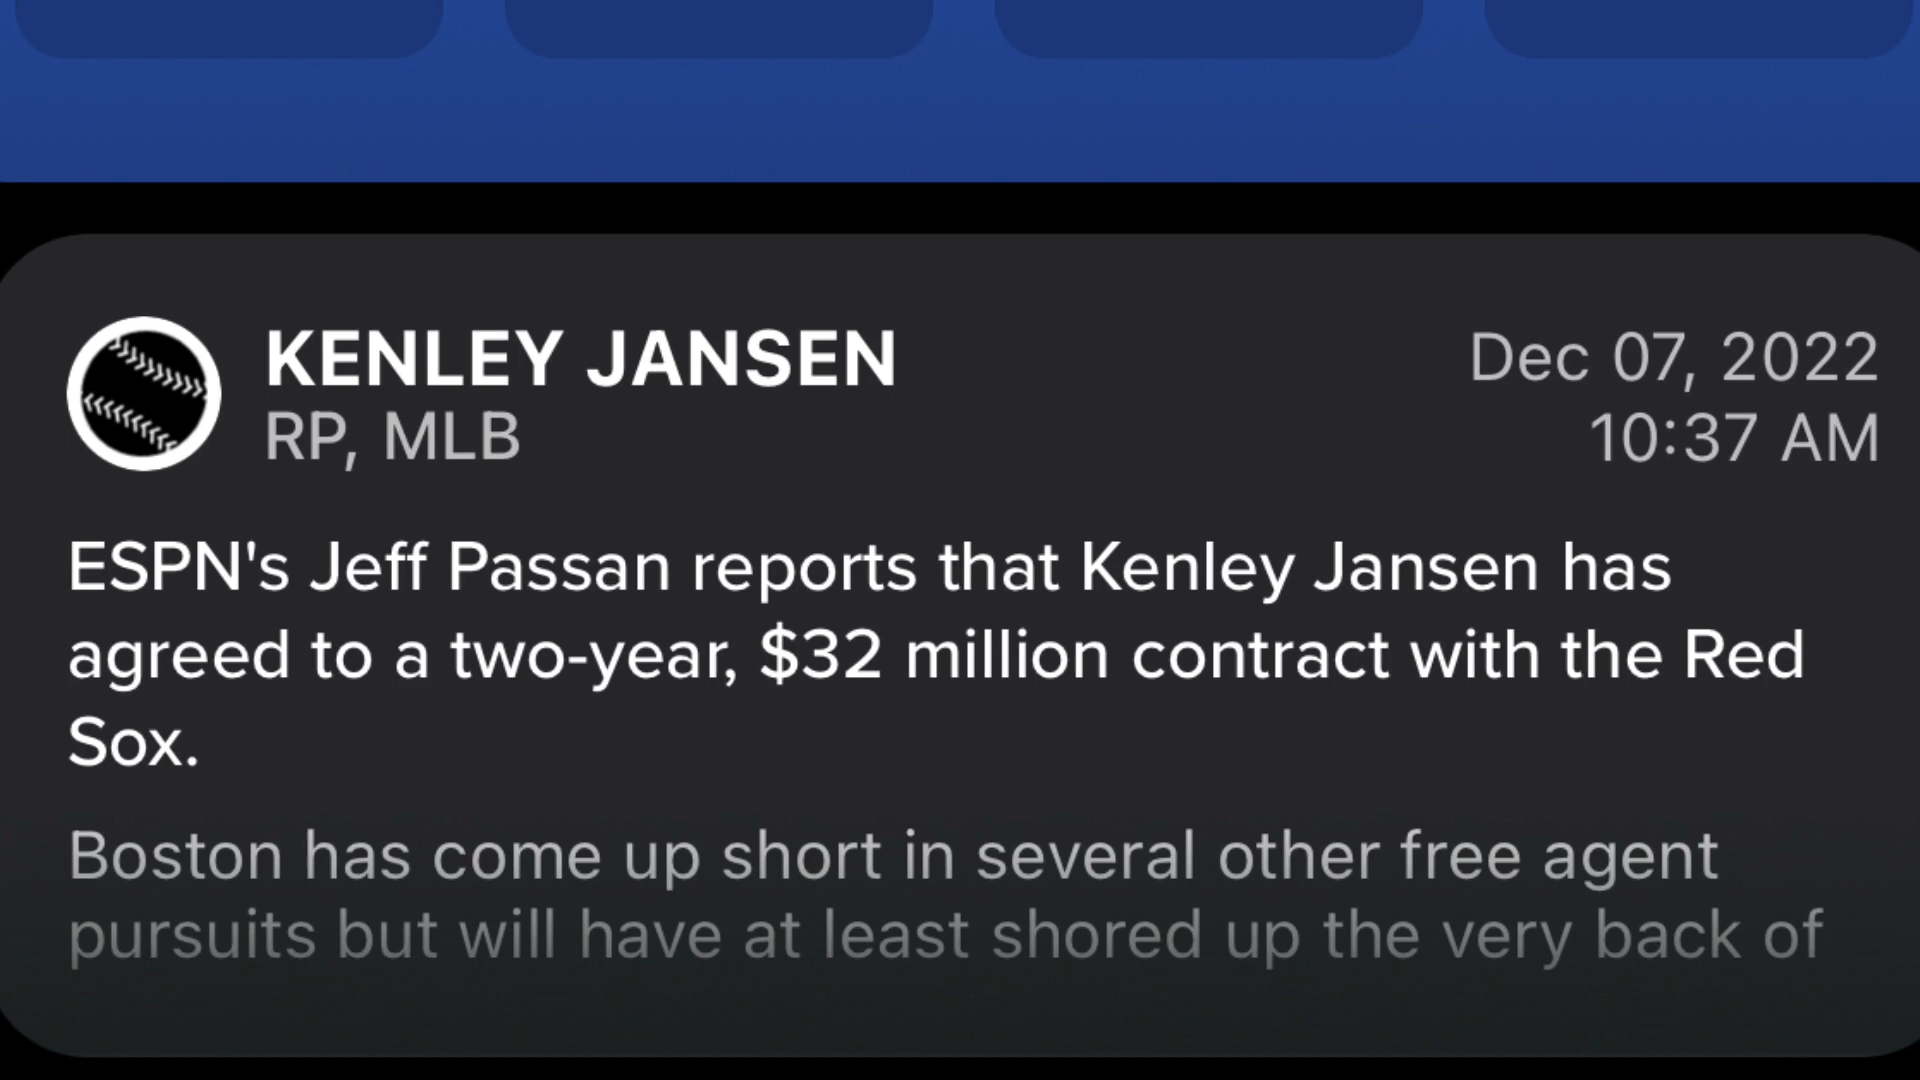 KENLEY JANSEN
RP, MLB
Dec 07, 2022
10:37 AM
ESPN's Jeff Passan reports that Kenley Jansen has
agreed to a two-year, $32 million contract with the Red
Sox.
Boston has come up short in several other free agent
pursuits but will have at least shored up the very back of